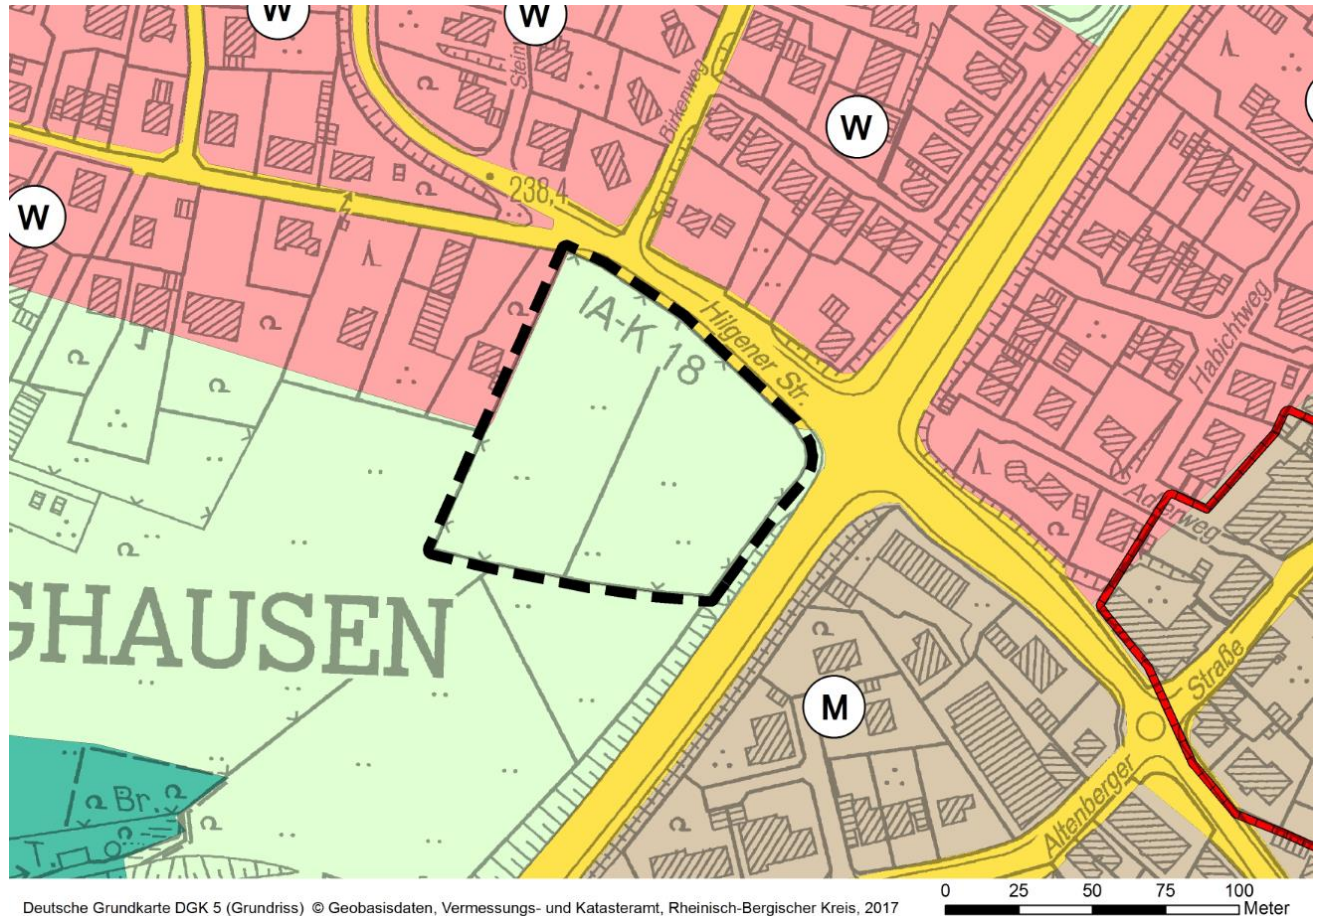 W
W
Stein
Birkenweg
W
238,4
W
IA-K 18
Hilgener Str.
Habichtweg
Adlerweg
GHAUSEN
M
Straße
Altenberger
Br.
T.
0 25 50 75 100
Meter
Deutsche Grundkarte DGK 5 (Grundriss) © Geobasisdaten, Vermessungs- und Katasteramt, Rheinisch-Bergischer Kreis, 2017